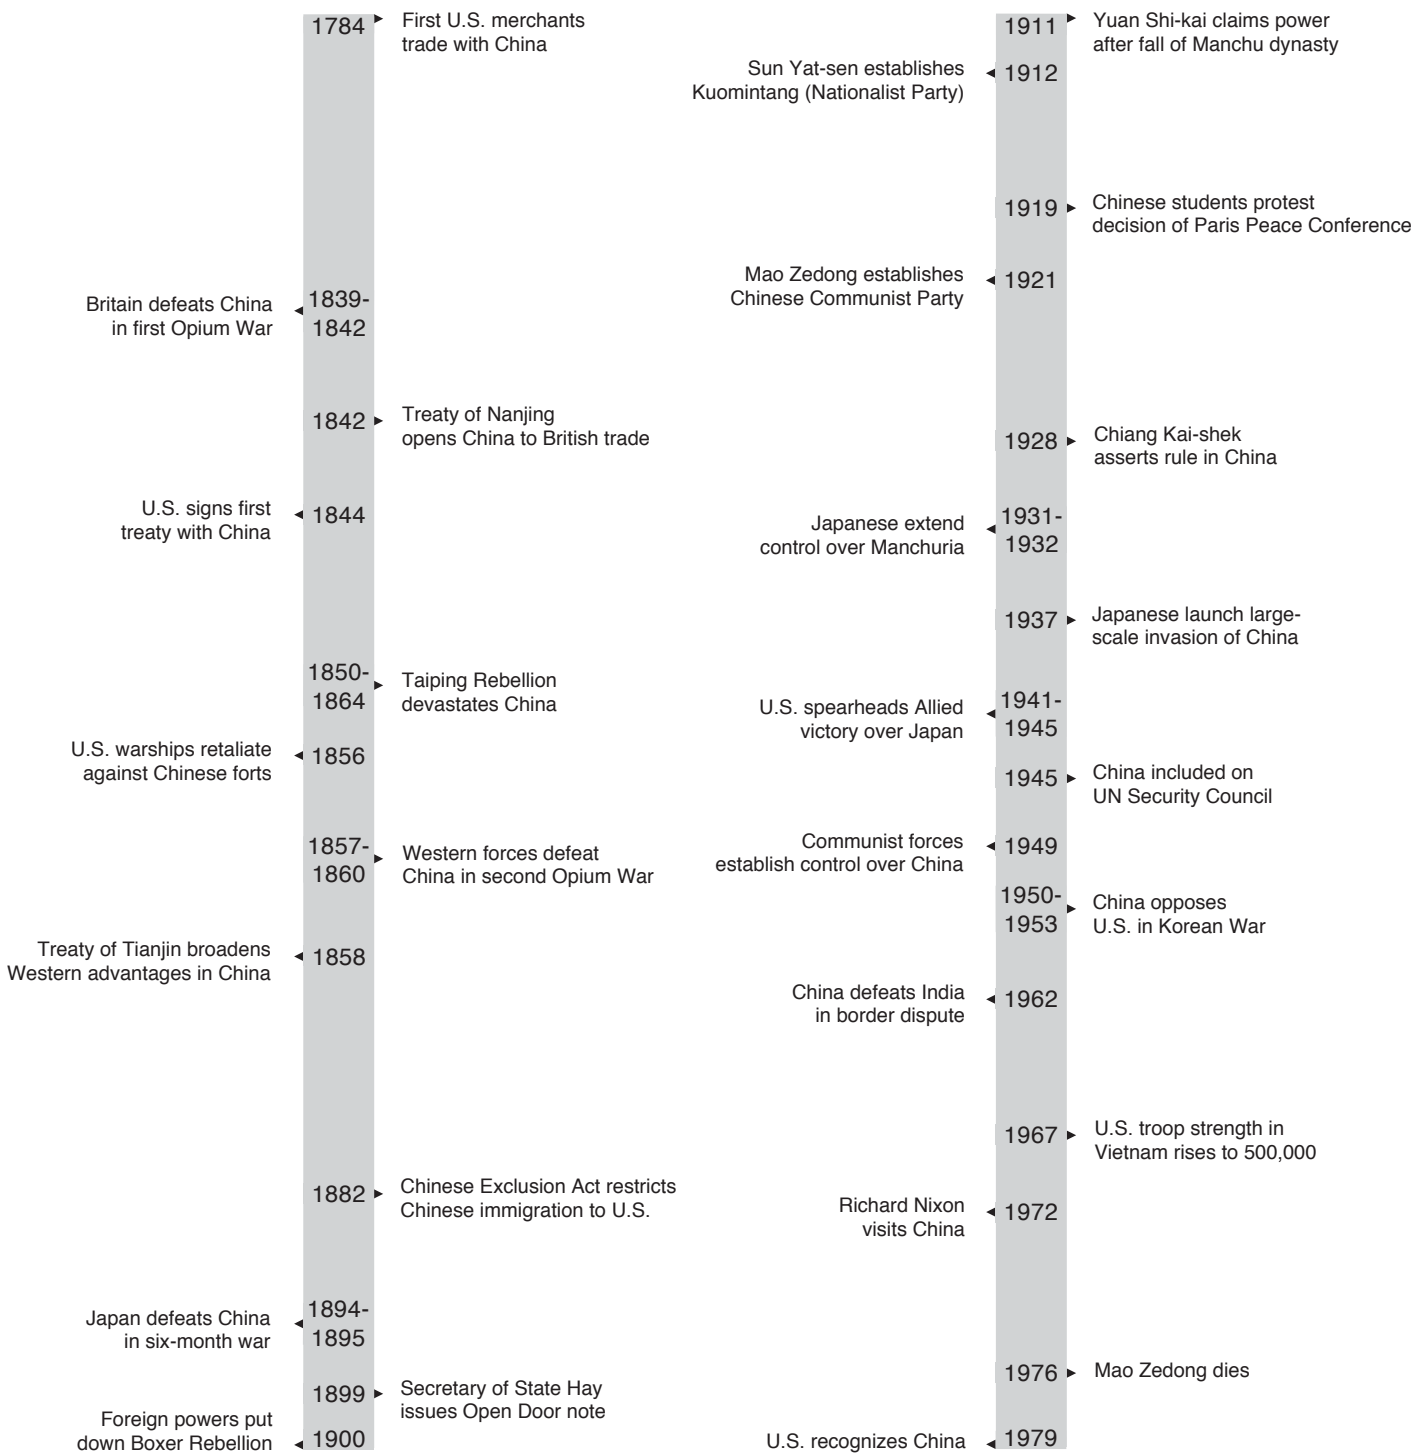 1784
First U.S. merchants
trade with China
Britain defeats China
in first Opium War
1839-
1842
1842
Treaty of Nanjing
opens China to British trade
U.S. signs first
treaty with China
1844
1850-
1864
Taiping Rebellion
devastates China
U.S. warships retaliate
against Chinese forts
1856
1857-
1860
Western forces defeat
China in second Opium War
Treaty of Tianjin broadens
Western advantages in China
1858
1882
Chinese Exclusion Act restricts
Chinese immigration to U.S.
Japan defeats China
in six-month war
1894-
1895
1899
Secretary of State Hay
issues Open Door note
Foreign powers put
down Boxer Rebellion
1900
1911
Yuan Shi-kai claims power
after fall of Manchu dynasty
Sun Yat-sen establishes
Kuomintang (Nationalist Party)
1912
1919
Chinese students protest
decision of Paris Peace Conference
Mao Zedong establishes
Chinese Communist Party
1921
1928
Chiang Kai-shek
asserts rule in China
Japanese extend
control over Manchuria
1931-
1932
1937
Japanese launch large-
scale invasion of China
U.S. spearheads Allied
victory over Japan
1941-
1945
1945
China included on
UN Security Council
Communist forces
establish control over China
1949
1950-
1953
China opposes
U.S. in Korean War
China defeats India
in border dispute
1962
1967
U.S. troop strength in
Vietnam rises to 500,000
Richard Nixon
visits China
1972
1976
Mao Zedong dies
U.S. recognizes China
1979